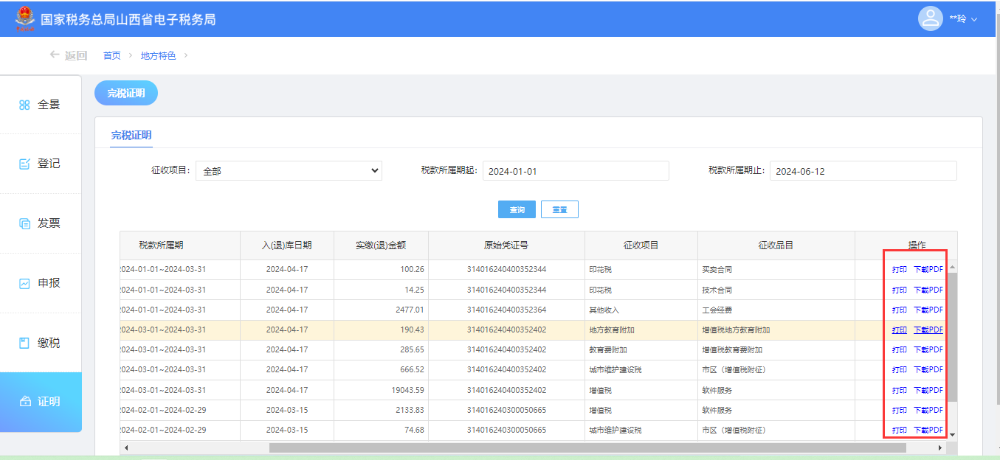 国家税务总局山西省电子税务局
**玲
返回 首页 > 地方特色 >
全景
登记
发票
申报
缴税
证明
完税证明
完税证明
征收项目: 全部 税款所属期起: 2024-01-01 税款所属期止: 2024-06-12
查询 重置
税款所属期 入(退)库日期 实缴(退)金额 原始凭证号 征收项目 征收品目 操作
024-01-01~2024-03-31 2024-04-17 100.26 314016240400352344 印花税 买卖合同 打印 下载PDF
024-01-01~2024-03-31 2024-04-17 14.25 314016240400352344 印花税 技术合同 打印 下载PDF
024-01-01~2024-03-31 2024-04-17 2477.01 314016240400352364 其他收入 工会经费 打印 下载PDF
024-03-01~2024-03-31 2024-04-17 190.43 314016240400352402 地方教育附加 增值税地方教育附加 打印 下载PDF
024-03-01~2024-03-31 2024-04-17 285.65 314016240400352402 教育费附加 增值税教育费附加 打印 下载PDF
024-03-01~2024-03-31 2024-04-17 666.52 314016240400352402 城市维护建设税 市区（增值税附征） 打印 下载PDF
024-03-01~2024-03-31 2024-04-17 19043.59 314016240400352402 增值税 软件服务 打印 下载PDF
024-02-01~2024-02-29 2024-03-15 2133.83 314016240300050665 增值税 软件服务 打印 下载PDF
024-02-01~2024-02-29 2024-03-15 74.68 314016240300050665 城市维护建设税 市区（增值税附征） 打印 下载PDF